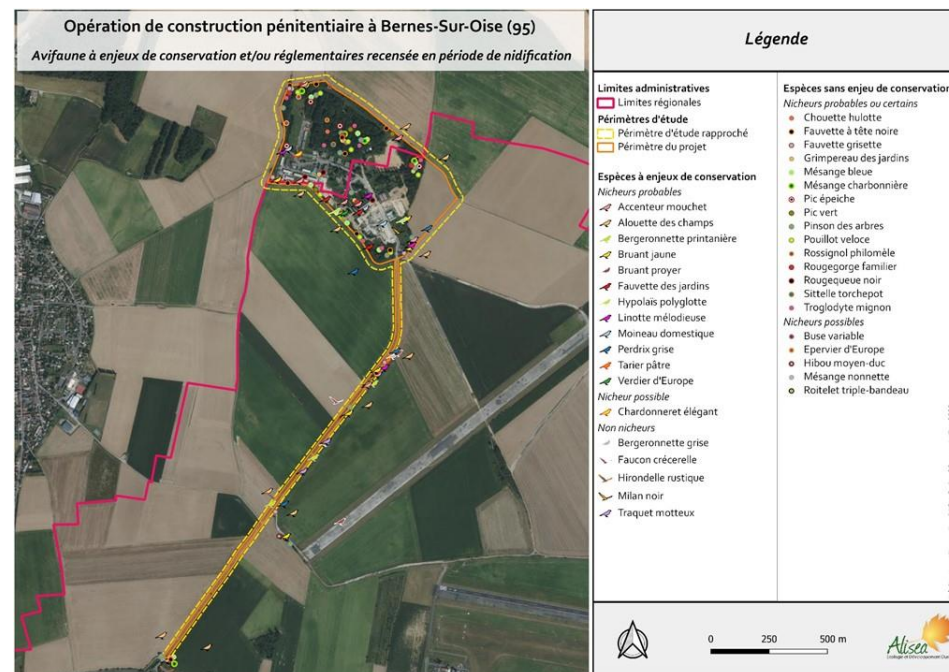 Opération de construction pénitentiaire à Bernes-Sur-Oise (95)
Avifaune à enjeux de conservation et/ou réglementaires recensée en période de nidification
Légende
Limites administratives
Limites régionales
Périmètres d'étude
Périmètre d'étude rapproché
Périmètre du projet
Espèces à enjeux de conservation
Nicheurs probables
Accenteur mouchet
Alouette des champs
Bergeronnette printanière
Bruant jaune
Bruant proyer
Fauvette des jardins
Hypolaïs polyglotte
Linotte mélodieuse
Moineau domestique
Perdrix grise
Tarier pâtre
Verdier d'Europe
Nicheur possible
Chardonneret élégant
Non nicheurs
Bergeronnette grise
Faucon crécerelle
Hirondelle rustique
Milan noir
Traquet motteux
Espèces sans enjeu de conservation
Nicheurs probables ou certains
Chouette hulotte
Fauvette à tête noire
Fauvette grisette
Grimpereau des jardins
Mésange bleue
Mésange charbonnière
Pic épeiche
Pic vert
Pinson des arbres
Pouillot veloce
Rossignol philomèle
Rougegorge familier
Rougequeue noir
Sittelle torchepot
Troglodyte mignon
Nicheurs possibles
Buse variable
Epervier d'Europe
Hibou moyen-duc
Mésange nonnette
Roitelet triple-bandeau
0 250 500 m
Alisea